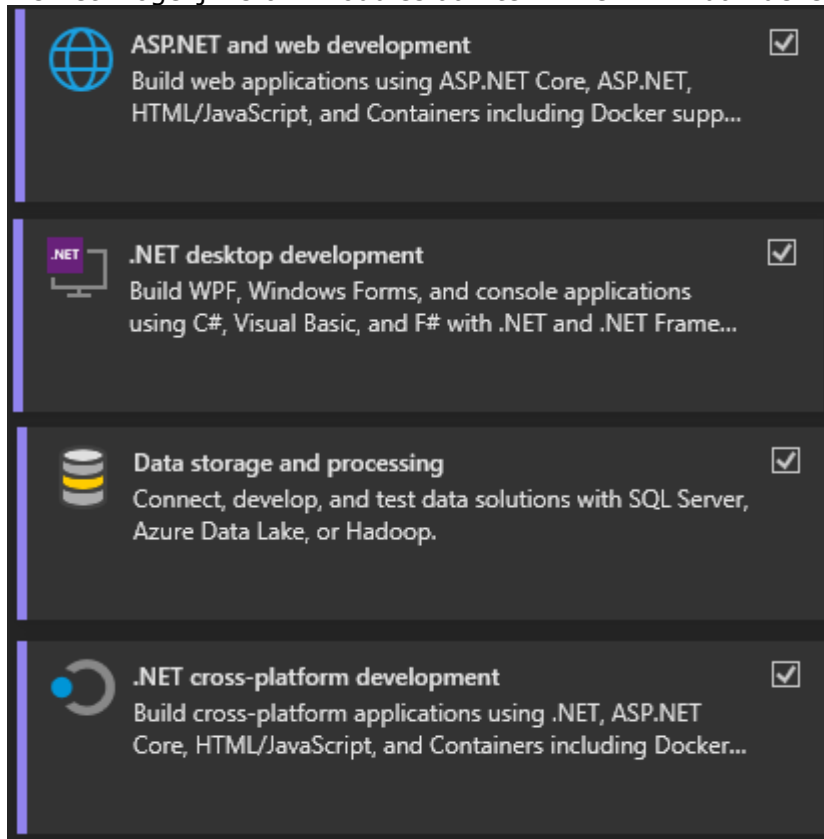 ASP.NET and web development
Build web applications using ASP.NET Core, ASP.NET,
HTML/JavaScript, and Containers including Docker supp...
.NET
.NET desktop development
Build WPF, Windows Forms, and console applications
using C#, Visual Basic, and F# with .NET and .NET Frame...
Data storage and processing
Connect, develop, and test data solutions with SQL Server,
Azure Data Lake, or Hadoop.
.NET cross-platform development
Build cross-platform applications using .NET, ASP.NET
Core, HTML/JavaScript, and Containers including Docker...